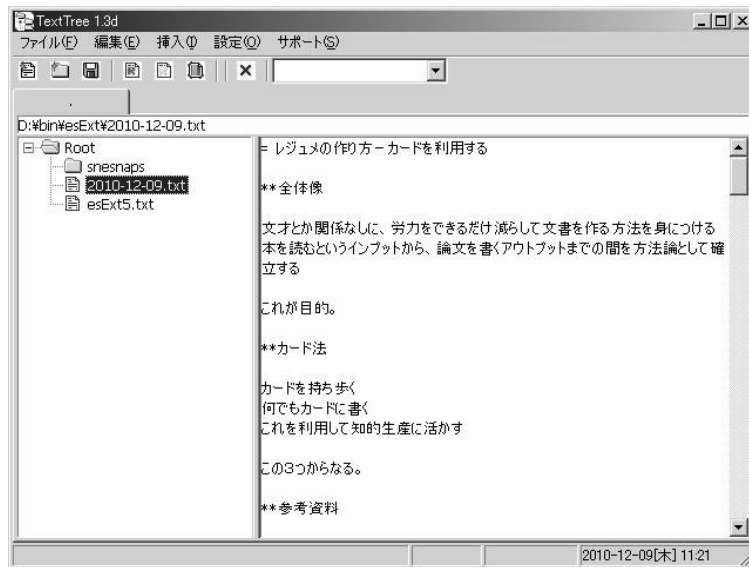 TextTree 1.3d
ファイル(F) 編集(E) 挿入(I) 設定(O) サポート(S)
D:¥bin¥esExt¥2010-12-09.txt
Root
snesnaps
2010-12-09.txt
esExt5.txt
= レジュメの作り方－カードを利用する
**全体像
文才とか関係なしに、労力をできるだけ減らして文書を作る方法を身につける
本を読むというインプットから、論文を書くアウトプットまでの間を方法論として確
立する
これが目的。
**カード法
カードを持ち歩く
何でもカードに書く
これを利用して知的生産に活かす
この3つからなる。
**参考資料
2010-12-09[木] 11:21